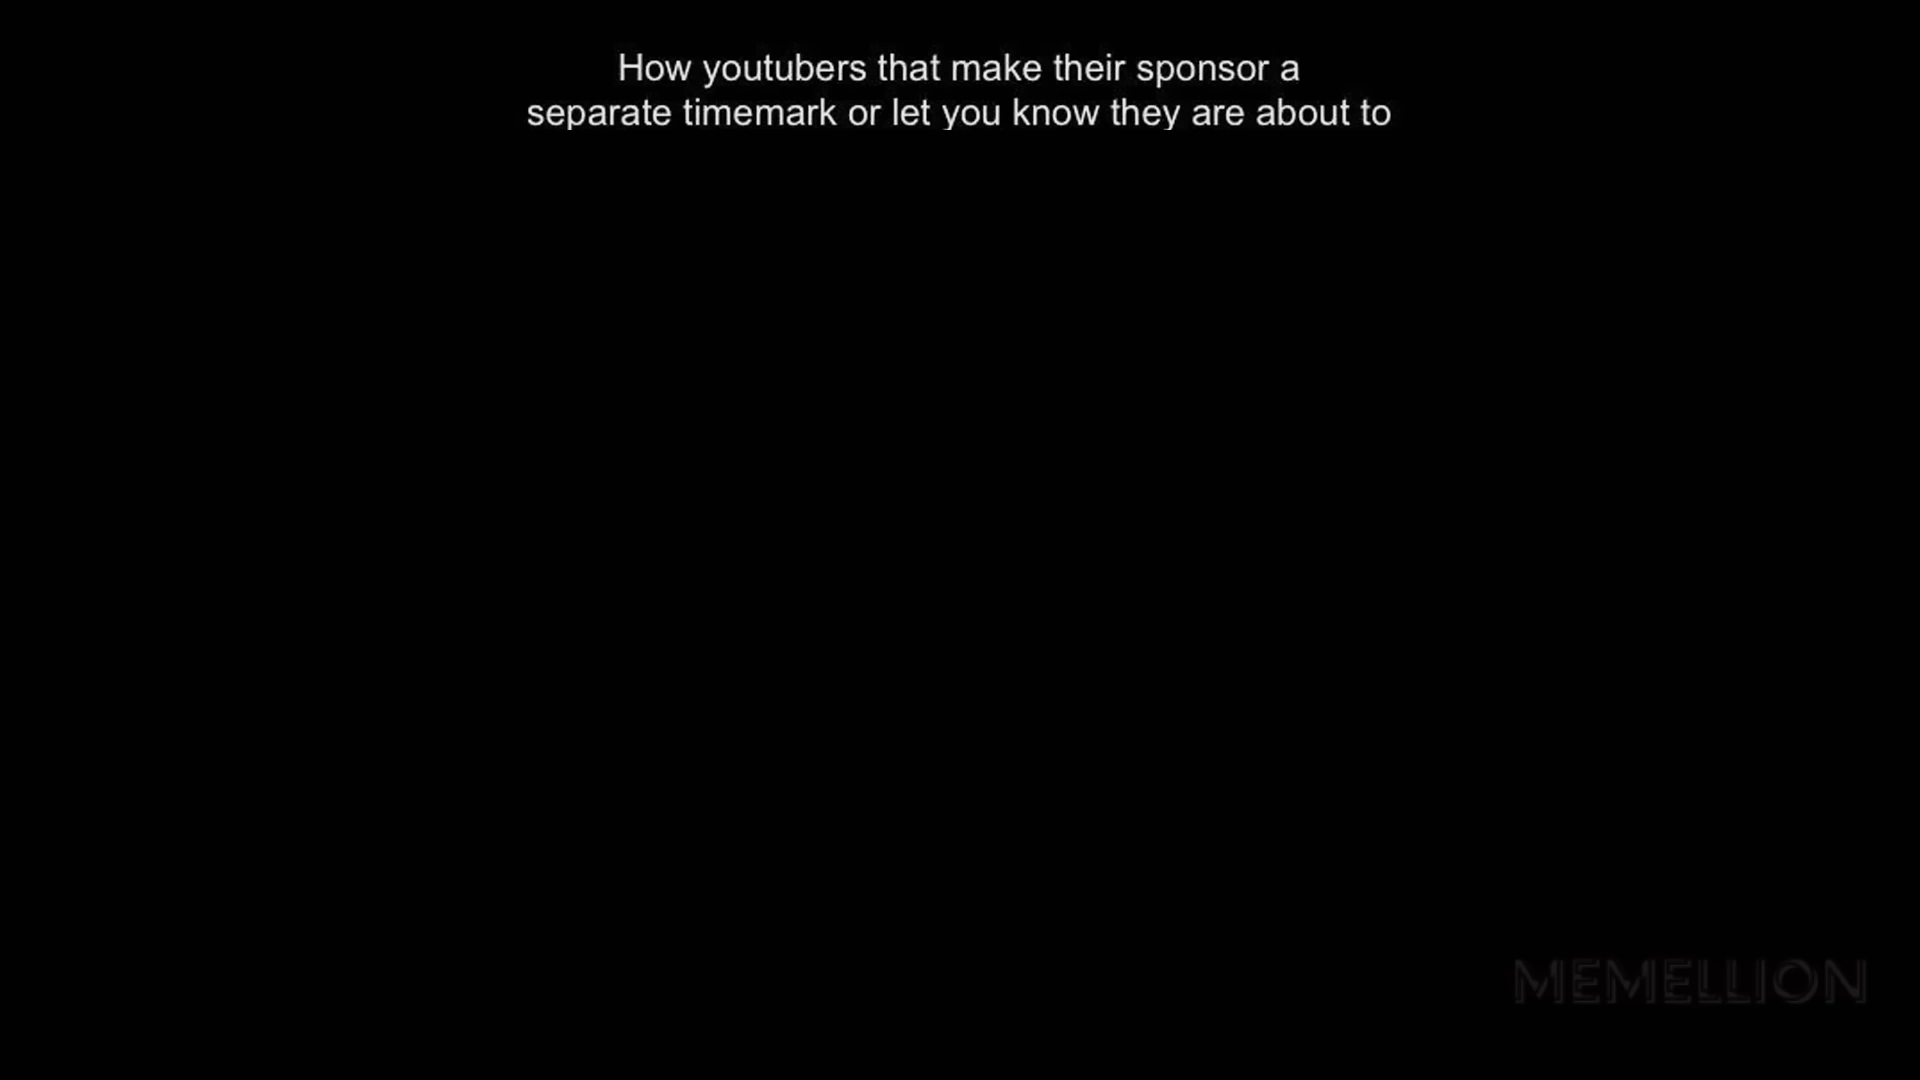 How youtubers that make their sponsor a
separate timemark or let you know they are about to
MEMELLION